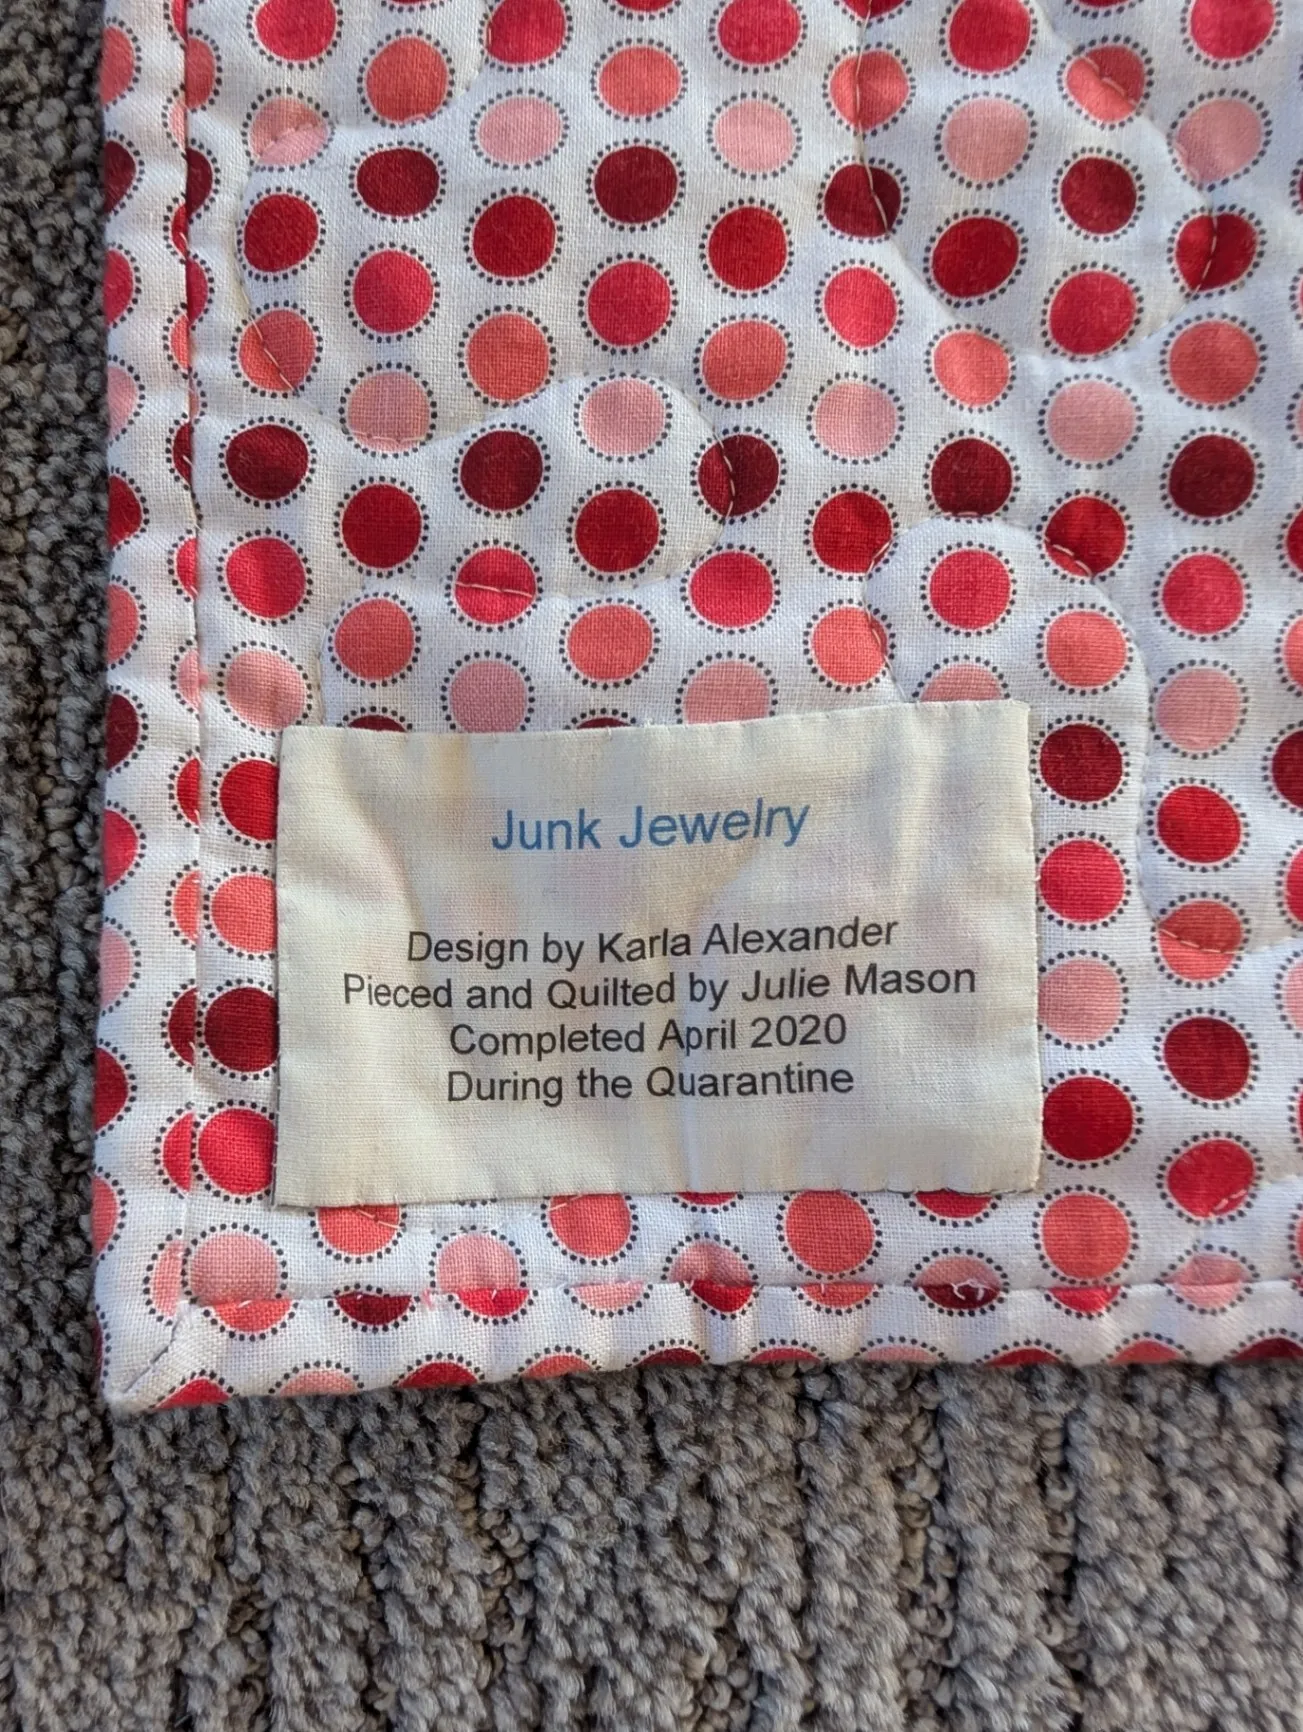 Junk Jewelry
Design by Karla Alexander
Pieced and Quilted by Julie Mason
Completed April 2020
During the Quarantine